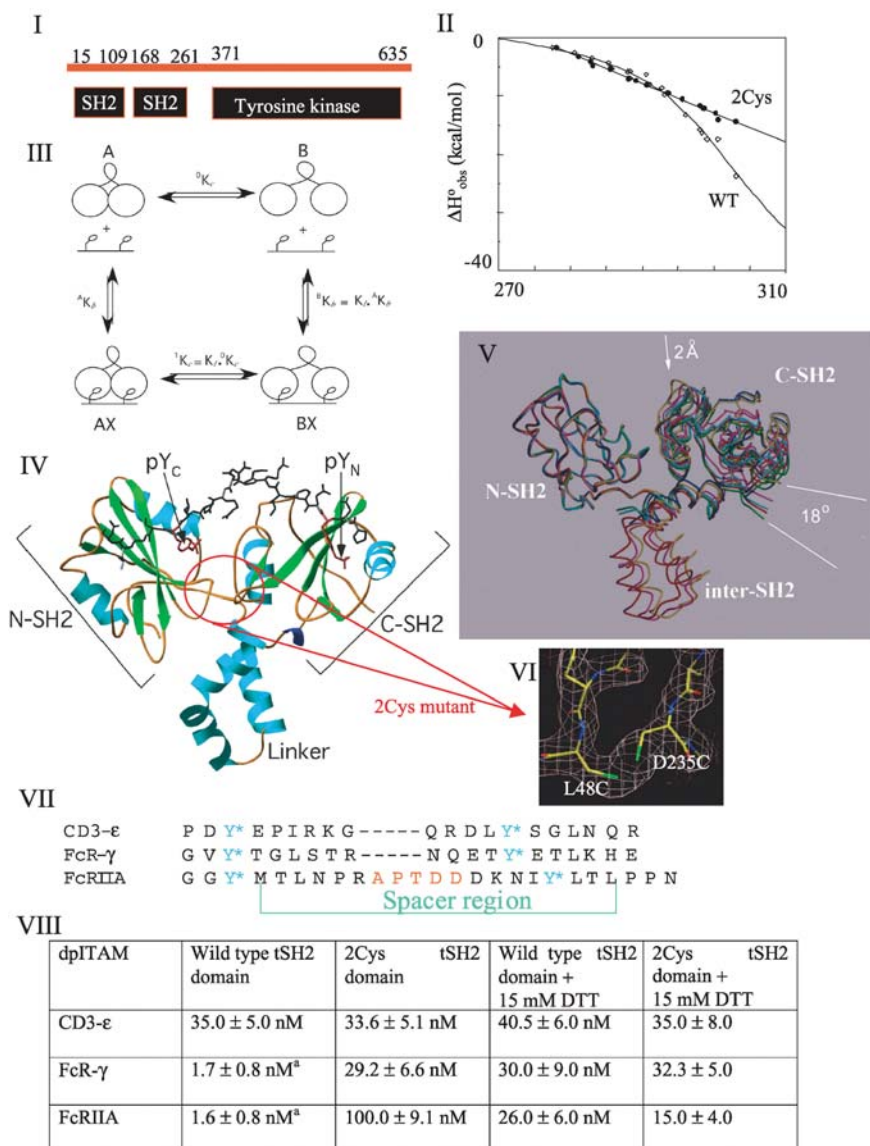 I
15 109 168 261 371 635
SH2 SH2 Tyrosine kinase
II
0
-40
270 310
ΔH°obs (kcal/mol)
2Cys
WT
III
A B
+ +
AX BX
IV
pYC pYN
N-SH2
C-SH2
Linker
2Cys mutant
V
2Å
C-SH2
N-SH2
18°
inter-SH2
VI
L48C
D235C
VII
CD3-ε P D Y* E P I R K G - - - - - Q R D L Y* S G L N Q R
FcR-γ G V Y* T G L S T R - - - - - N Q E T Y* E T L K H E
FcRIIA G G Y* M T L N P R A P T D D D K N I Y* L T L P P N
Spacer region
VIII
dpITAM Wild type tSH2 domain 2Cys tSH2 domain Wild type tSH2 domain + 15 mM DTT 2Cys tSH2 domain + 15 mM DTT
CD3-ε 35.0 ± 5.0 nM 33.6 ± 5.1 nM 40.5 ± 6.0 nM 35.0 ± 8.0
FcR-γ 1.7 ± 0.8 nMa 29.2 ± 6.6 nM 30.0 ± 9.0 nM 32.3 ± 5.0
FcRIIA 1.6 ± 0.8 nMa 100.0 ± 9.1 nM 26.0 ± 6.0 nM 15.0 ± 4.0